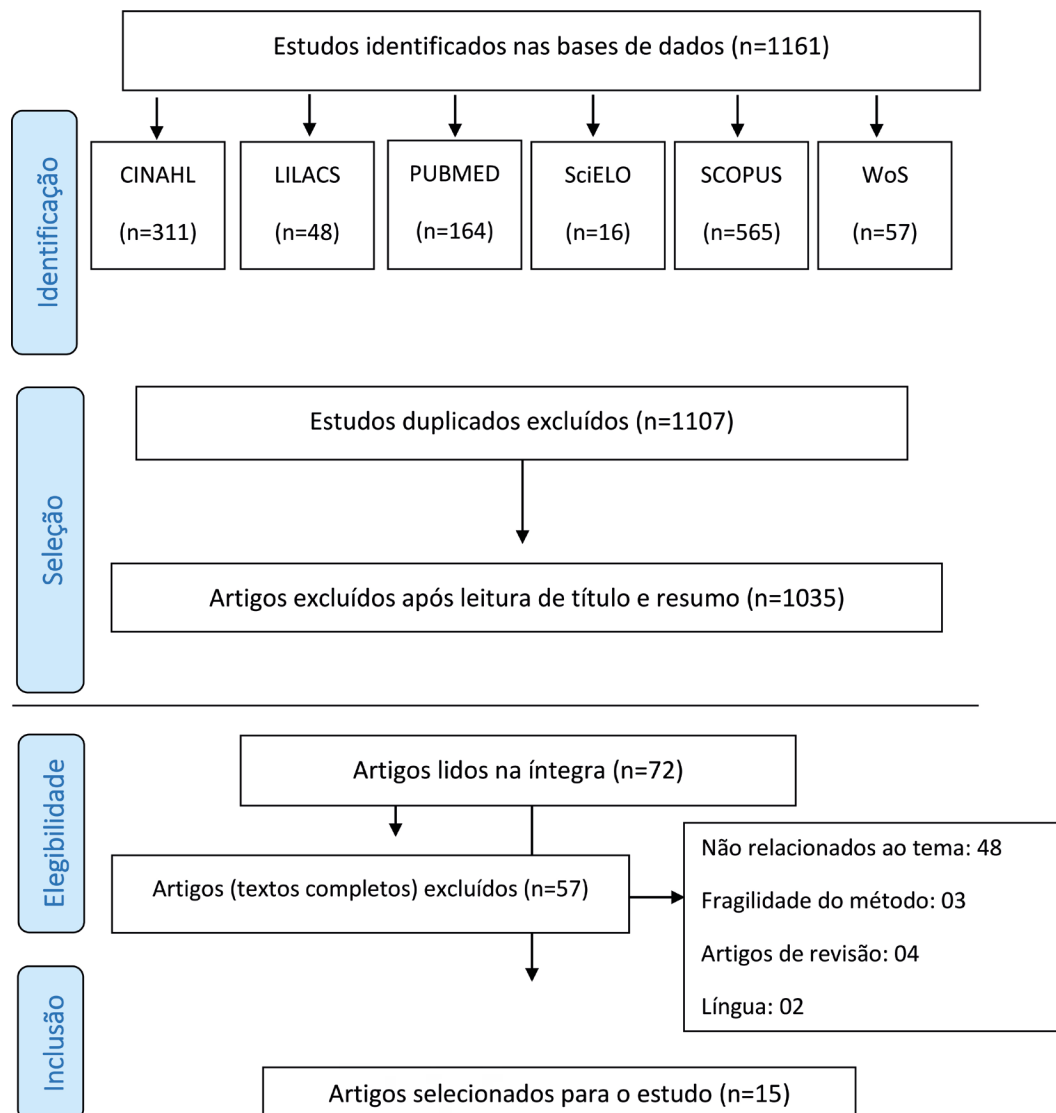 Estudos identificados nas bases de dados (n=1161)
Identificação
CINAHL
(n=311)
LILACS
(n=48)
PUBMED
(n=164)
SciELO
(n=16)
SCOPUS
(n=565)
WoS
(n=57)
Seleção
Estudos duplicados excluídos (n=1107)
Artigos excluídos após leitura de título e resumo (n=1035)
Elegibilidade
Artigos lidos na íntegra (n=72)
Artigos (textos completos) excluídos (n=57)
Não relacionados ao tema: 48
Fragilidade do método: 03
Artigos de revisão: 04
Língua: 02
Inclusão
Artigos selecionados para o estudo (n=15)